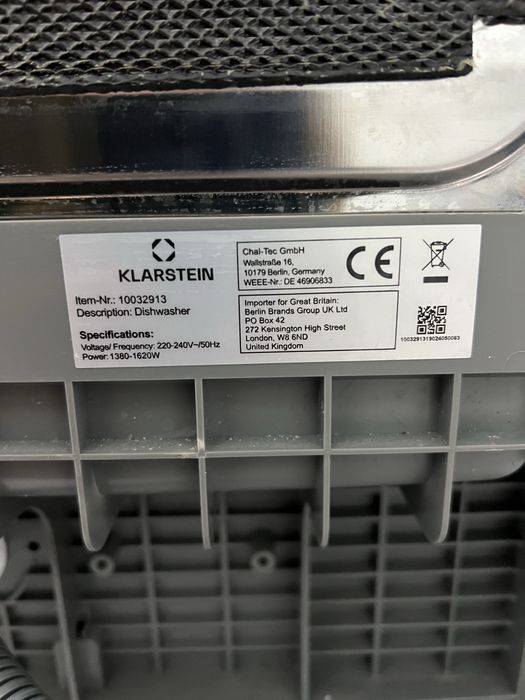 KLARSTEIN
Item-Nr.: 10032913
Description: Dishwasher
Specifications:
Voltage/ Frequency: 220-240V~/50Hz
Power: 1380-1620W
Chal-Tec GmbH
Wallstraße 16,
10179 Berlin, Germany
WEEE-Nr.: DE 46906833
CE
Importer for Great Britain:
Berlin Brands Group UK Ltd
PO Box 42
272 Kensington High Street
London, W8 6ND
United Kingdom
1003291319024050083